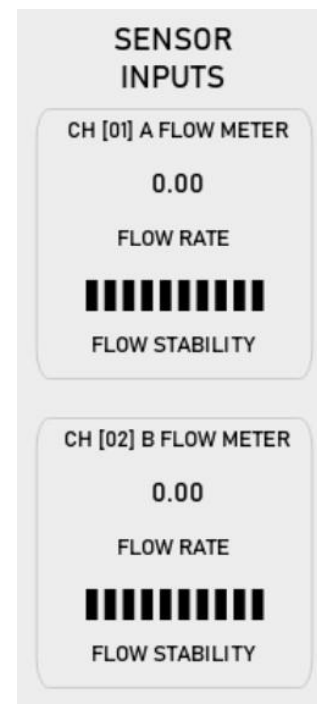 SENSOR
INPUTS
CH [01] A FLOW METER
0.00
FLOW RATE
FLOW STABILITY
CH [02] B FLOW METER
0.00
FLOW RATE
FLOW STABILITY